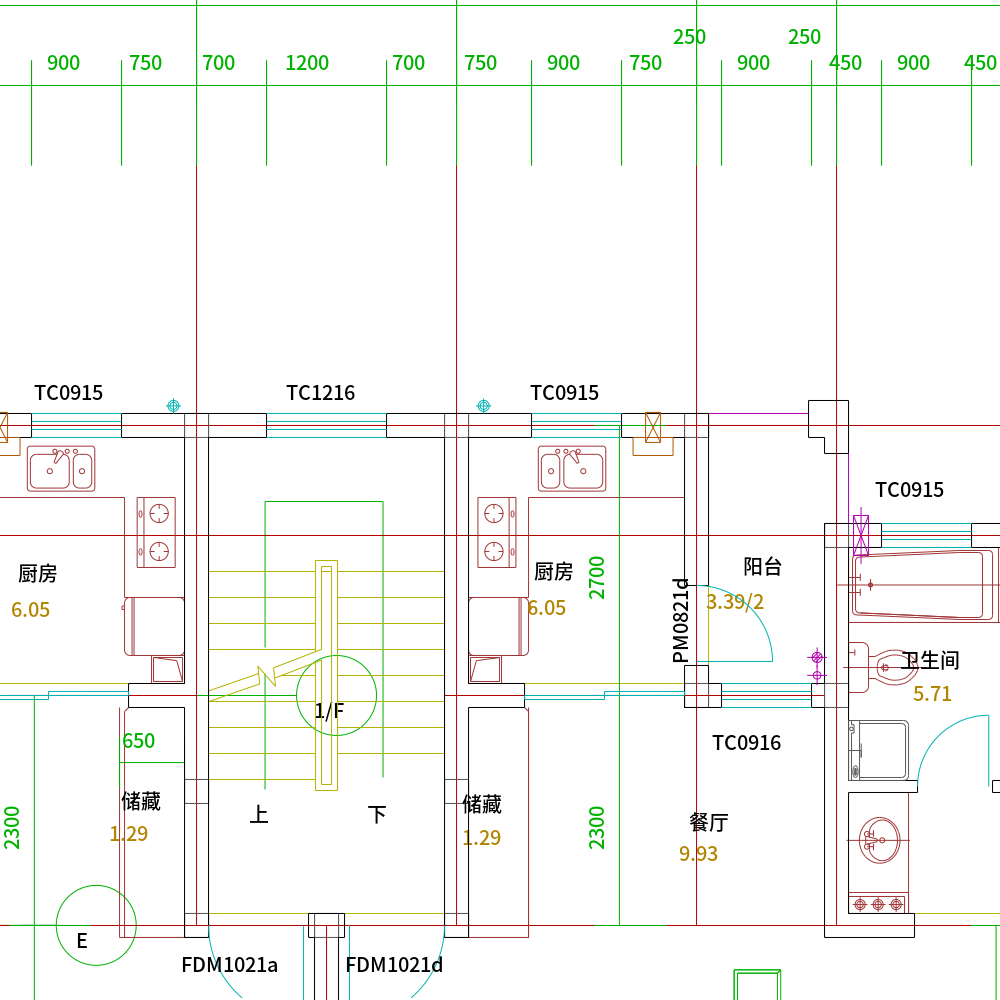 250 250
900 750 700 1200 700 750 900 750 900 450 900 450
TC0915 TC1216 TC0915
TC0915
厨房 厨房 2700 阳台
6.05 6.05 PM0821d 3.39/2
卫生间
5.71
1/F
650 TC0916
储藏 上 下 储藏 餐厅
2300 1.29 1.29 2300 9.93
E
FDM1021a FDM1021d